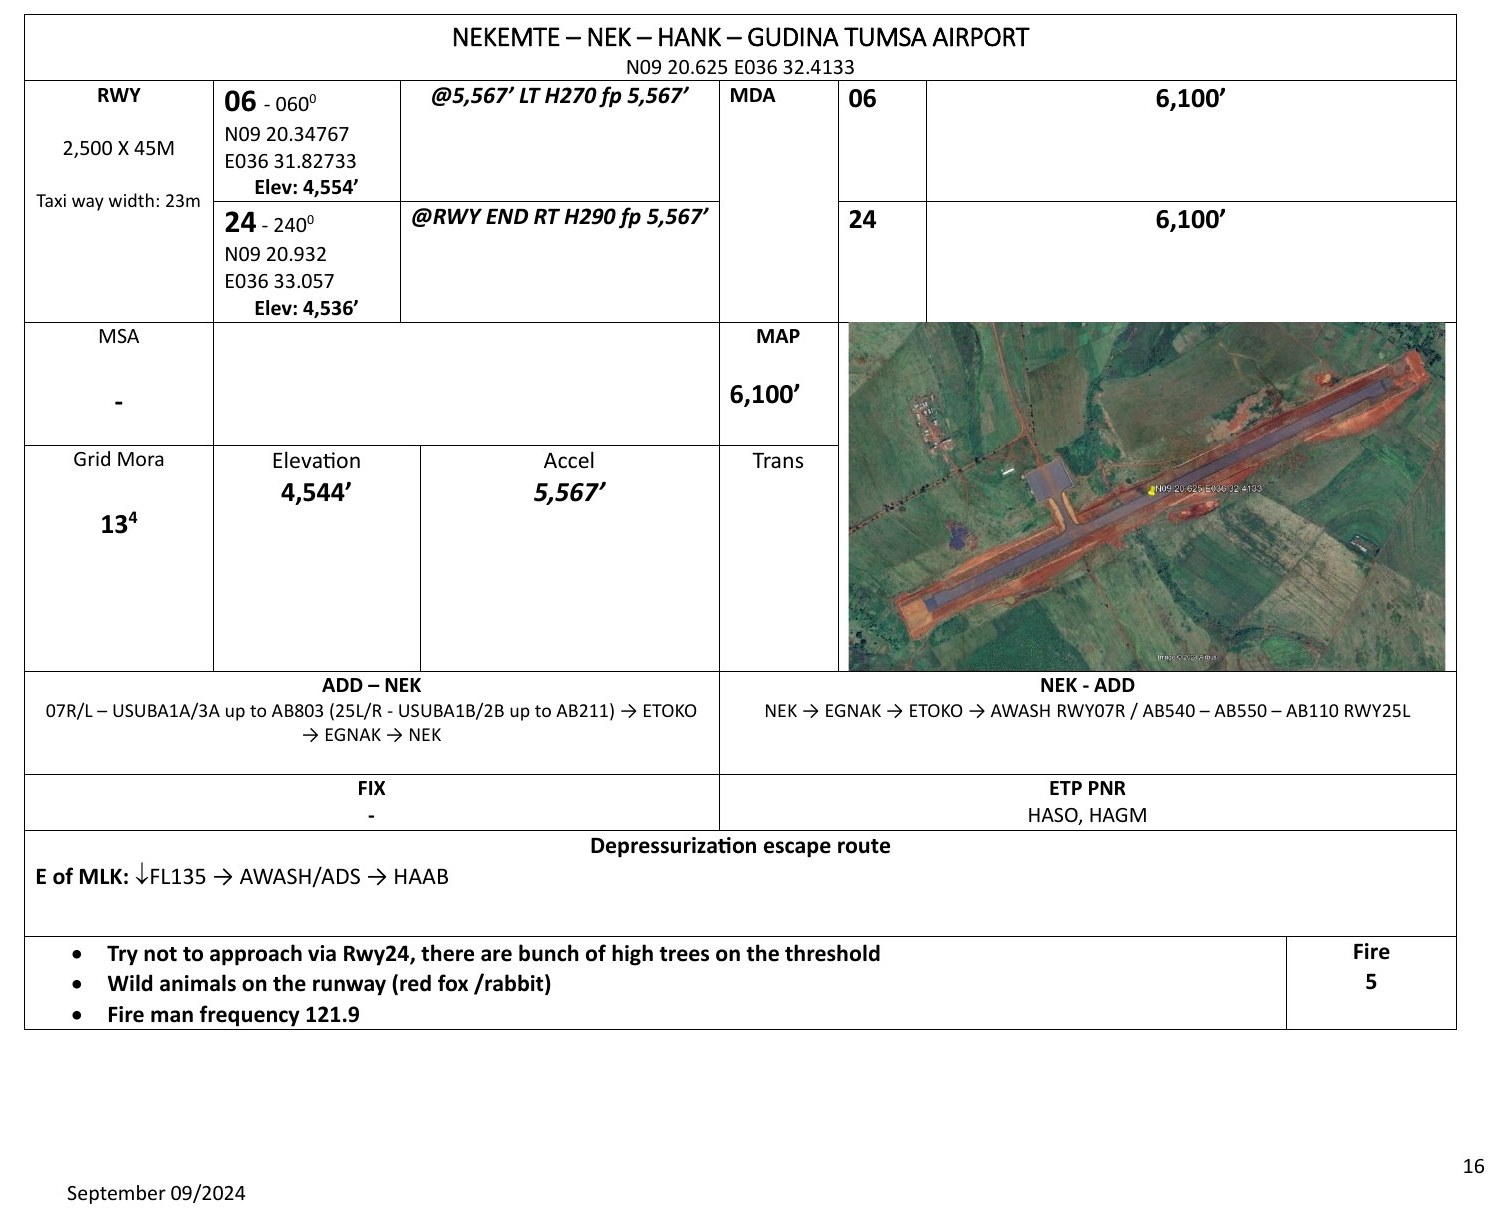 NEKEMTE – NEK – HANK – GUDINA TUMSA AIRPORT
N09 20.625 E036 32.4133
RWY
2,500 X 45M
Taxi way width: 23m
06 - 060⁰
N09 20.34767
E036 31.82733
Elev: 4,554’
@5,567’ LT H270 fp 5,567’
24 - 240⁰
N09 20.932
E036 33.057
Elev: 4,536’
@RWY END RT H290 fp 5,567’
MDA
06
6,100’
24
6,100’
MSA
-
MAP
6,100’
Grid Mora
13⁴
Elevation
4,544’
Accel
5,567’
Trans
N09 20.625 E036 32.4133
ADD – NEK
07R/L – USUBA1A/3A up to AB803 (25L/R - USUBA1B/2B up to AB211) → ETOKO
→ EGNAK → NEK
NEK - ADD
NEK → EGNAK → ETOKO → AWASH RWY07R / AB540 – AB550 – AB110 RWY25L
FIX
-
ETP PNR
HASO, HAGM
Depressurization escape route
E of MLK: ↓FL135 → AWASH/ADS → HAAB
• Try not to approach via Rwy24, there are bunch of high trees on the threshold
• Wild animals on the runway (red fox /rabbit)
• Fire man frequency 121.9
Fire
5
16
September 09/2024